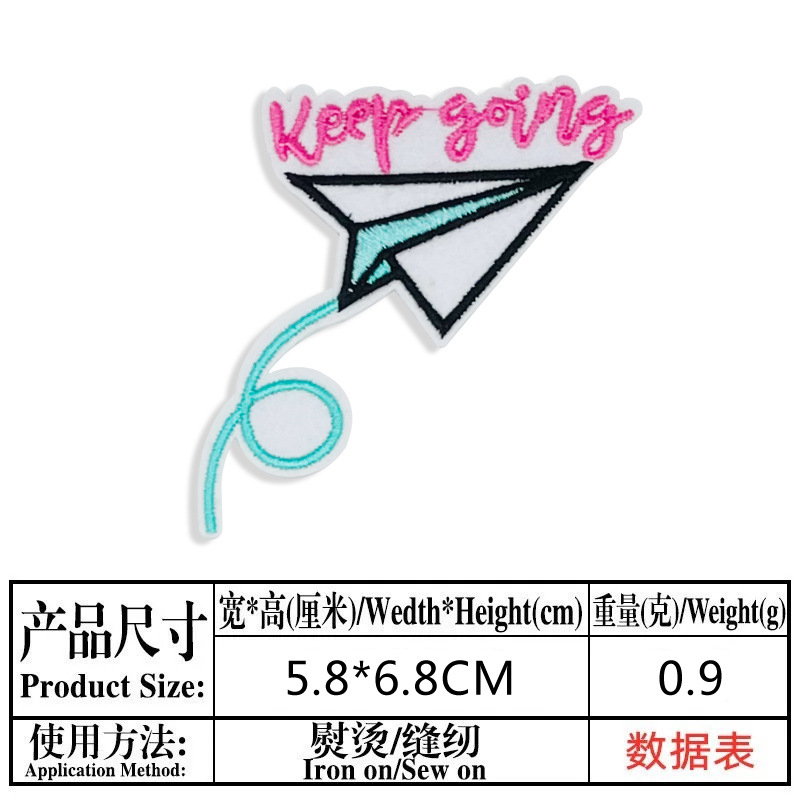 Keep going
产品尺寸
Product Size:
宽*高(厘米)/Wedth*Height(cm)
重量(克)/Weight(g)
5.8*6.8CM
0.9
使用方法:
Application Method:
熨烫/缝纫
Iron on/Sew on
数据表